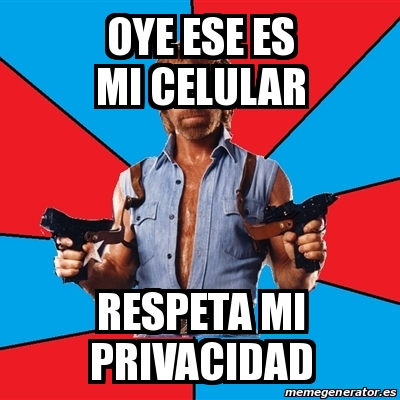 OYE ESE ES
MI CELULAR
RESPETA MI
PRIVACIDAD
memegenerator.es